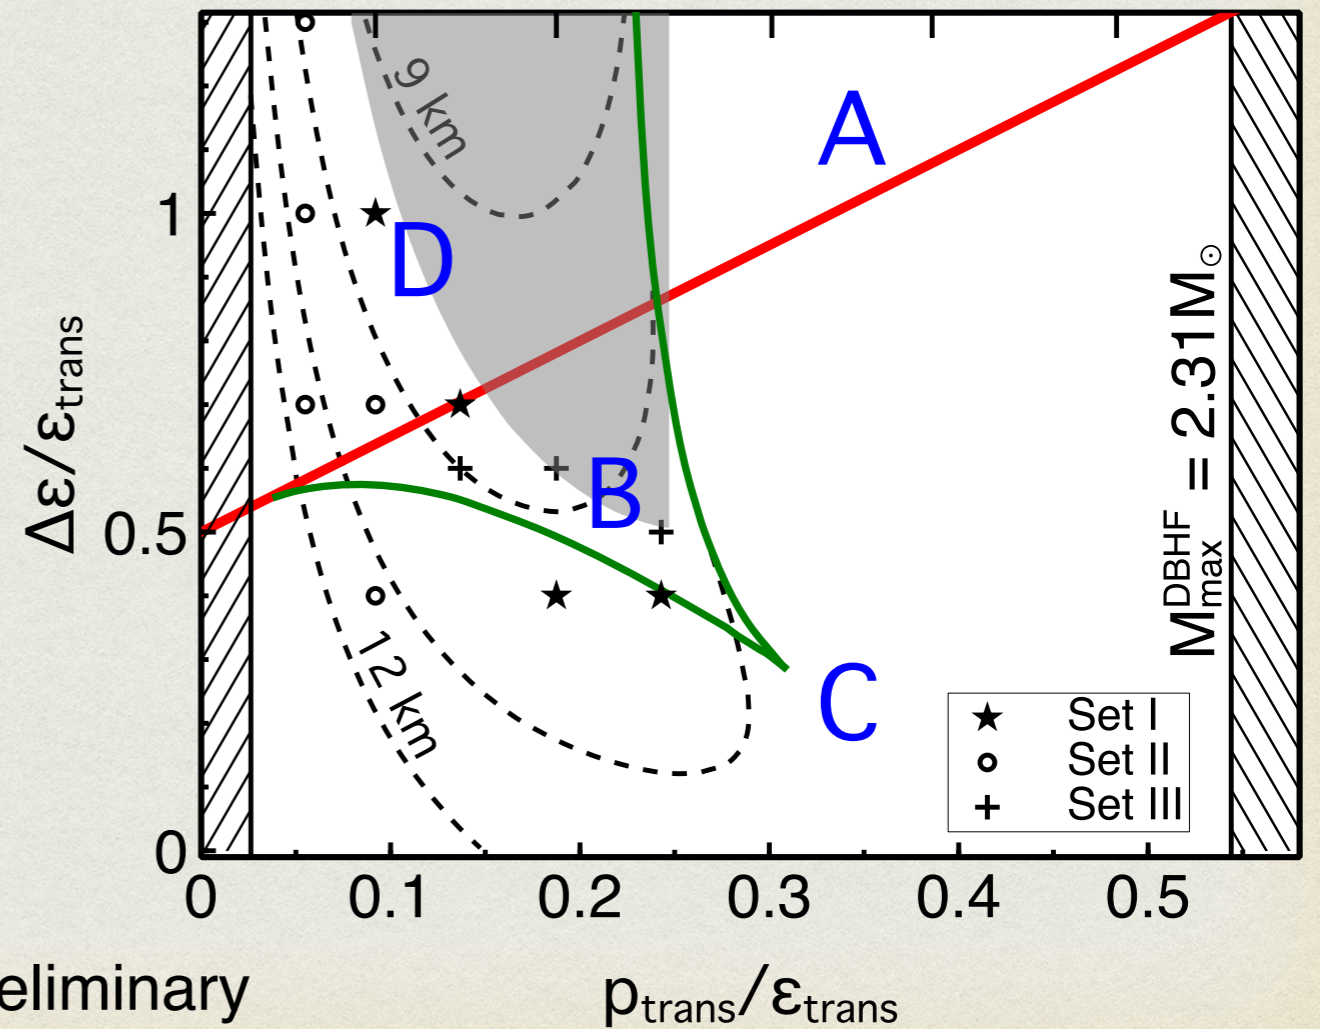 9 km
A
1
D
Δε/ε_trans
B
0.5
M_max^DBHF = 2.31M_⊙
12 km
C
Set I
Set II
Set III
0
0 0.1 0.2 0.3 0.4 0.5
eliminary
p_trans/ε_trans